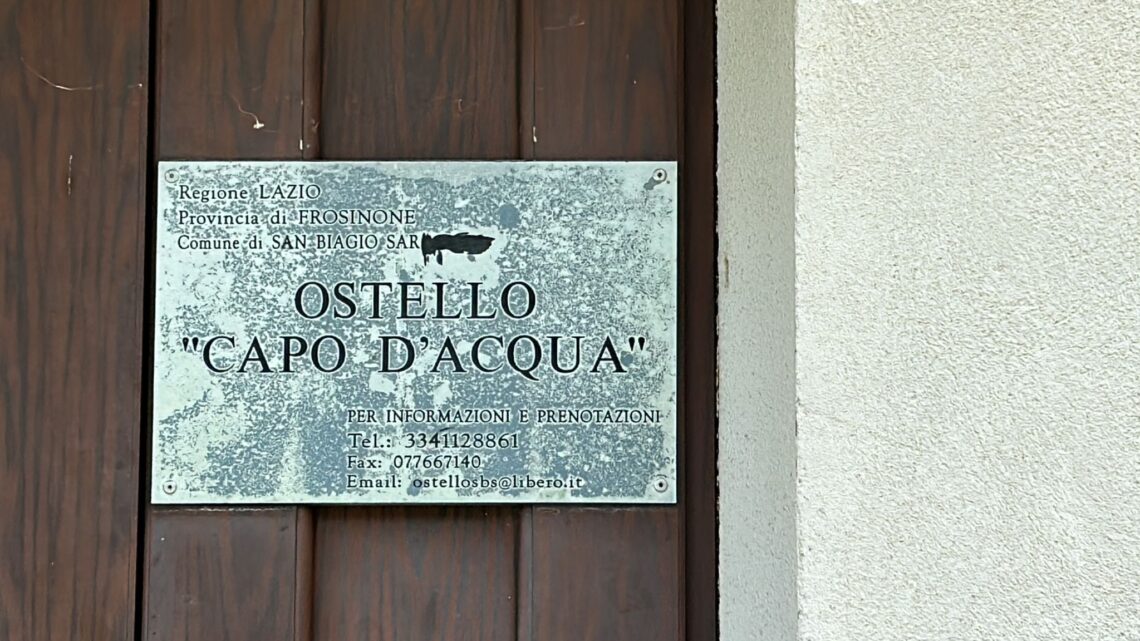 Regione LAZIO
Provincia di FROSINONE
Comune di SAN BIAGIO SAR
OSTELLO
"CAPO D'ACQUA"
PER INFORMAZIONI E PRENOTAZIONI
Tel.: 3341128861
Fax: 077667140
Email: ostellosbs@libero.it